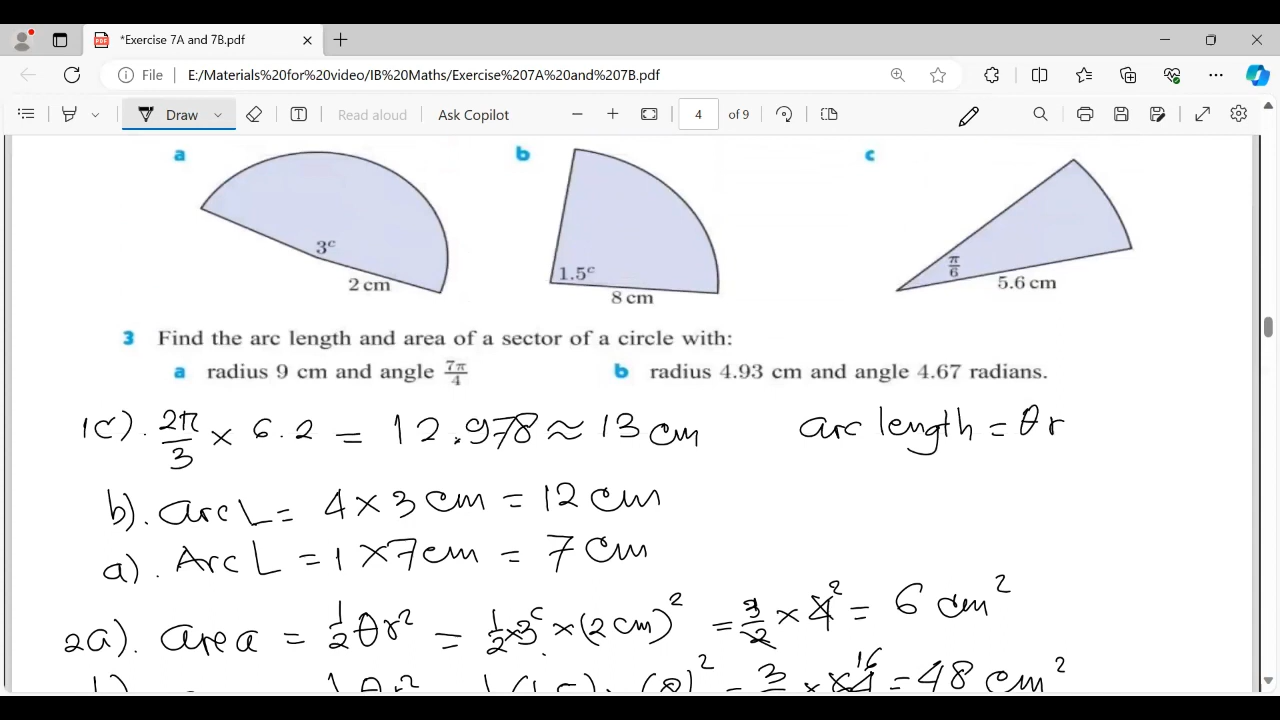 *Exercise 7A and 7B.pdf
File E:/Materials%20for%20video/IB%20Maths/Exercise%207A%20and%207B.pdf
Draw Read aloud Ask Copilot 4 of 9
a b c
3ᶜ 2 cm
1.5ᶜ 8 cm
π/6 5.6 cm
3 Find the arc length and area of a sector of a circle with:
a radius 9 cm and angle 7π/4 b radius 4.93 cm and angle 4.67 radians.
1c). 2π/3 × 6.2 = 12.978 ≈ 13 cm arc length = θr
b). arc L = 4 × 3 cm = 12 cm
a). Arc L = 1 × 7cm = 7 cm
2a). area = 1/2 θr² = 1/2 × 3ᶜ × (2 cm)² = 3/2 × 4² = 6 cm²
= 48 cm²